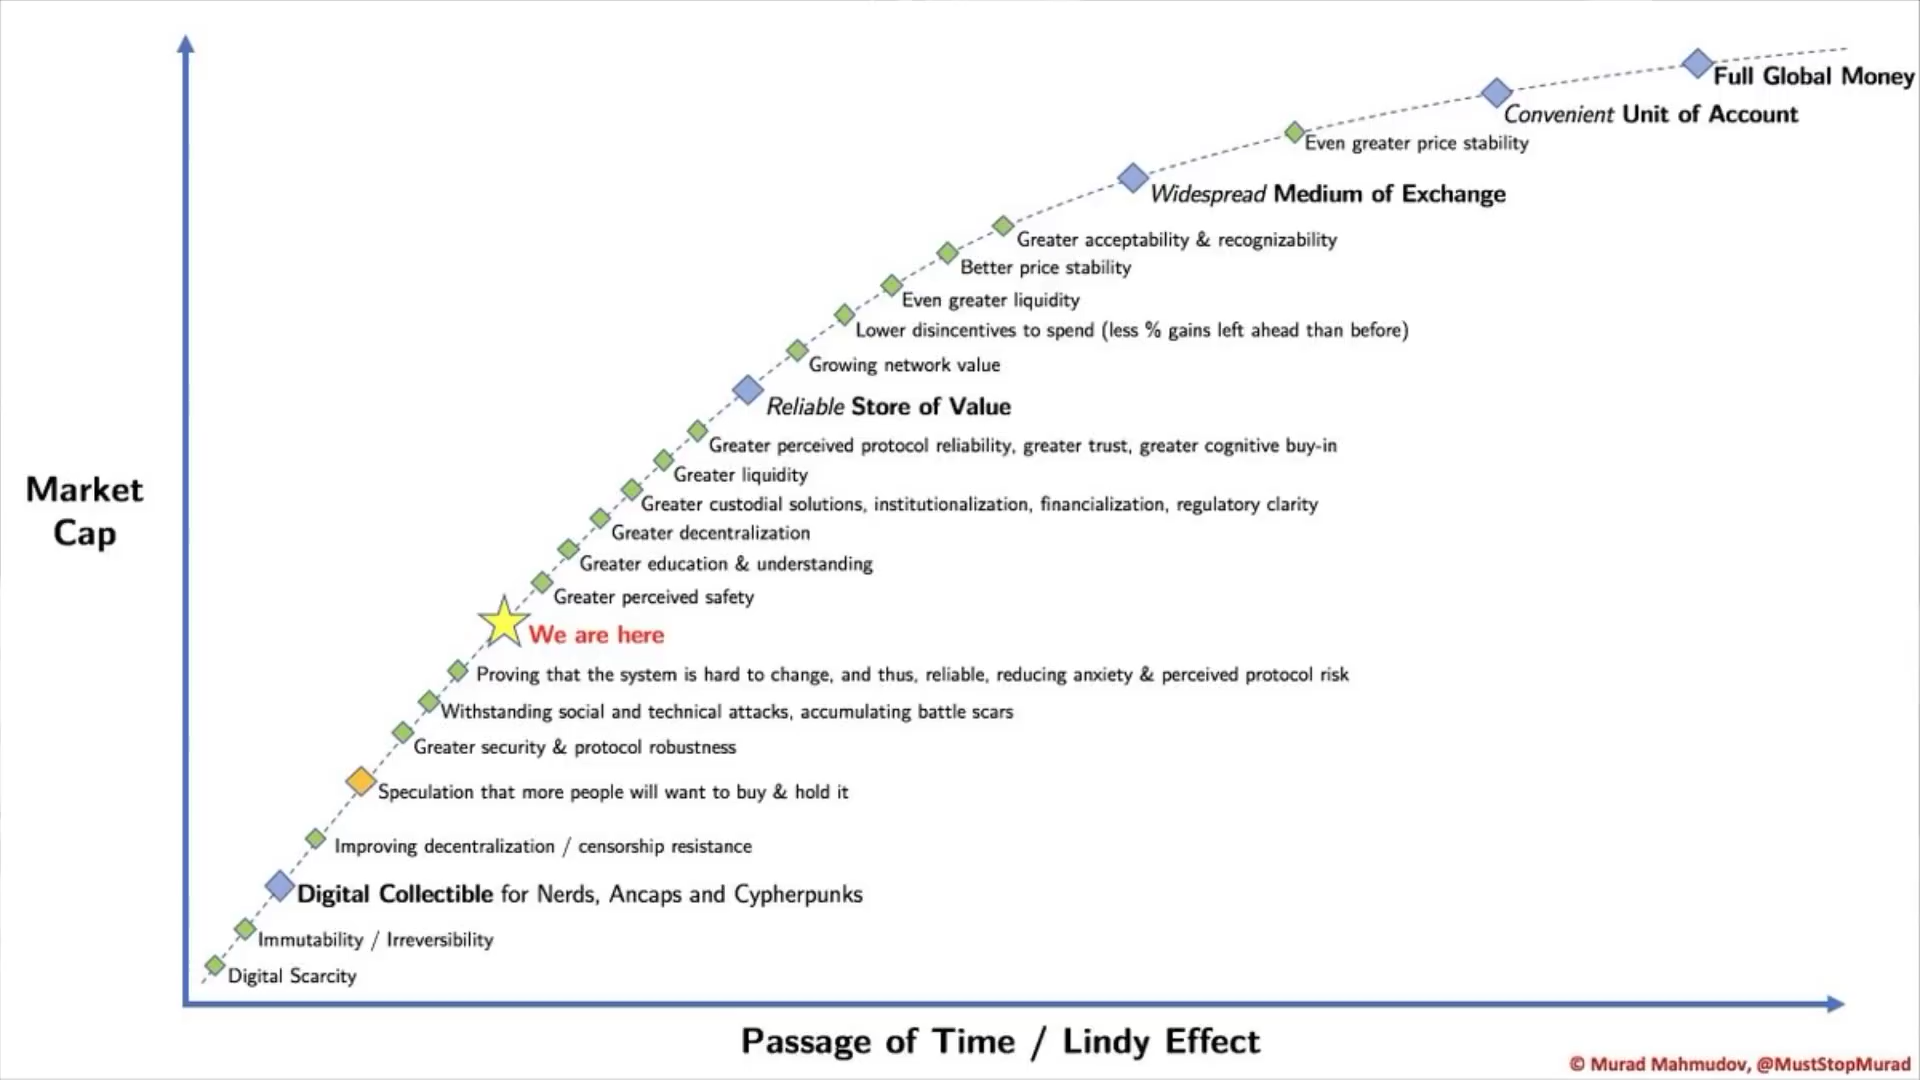 Full Global Money
Convenient Unit of Account
Even greater price stability
Widespread Medium of Exchange
Greater acceptability & recognizability
Better price stability
Even greater liquidity
Lower disincentives to spend (less % gains left ahead than before)
Growing network value
Reliable Store of Value
Greater perceived protocol reliability, greater trust, greater cognitive buy-in
Greater liquidity
Greater custodial solutions, institutionalization, financialization, regulatory clarity
Greater decentralization
Greater education & understanding
Greater perceived safety
We are here
Proving that the system is hard to change, and thus, reliable, reducing anxiety & perceived protocol risk
Withstanding social and technical attacks, accumulating battle scars
Greater security & protocol robustness
Speculation that more people will want to buy & hold it
Improving decentralization / censorship resistance
Digital Collectible for Nerds, Ancaps and Cypherpunks
Immutability / Irreversibility
Digital Scarcity
Market
Cap
Passage of Time / Lindy Effect
© Murad Mahmudov, @MustStopMurad